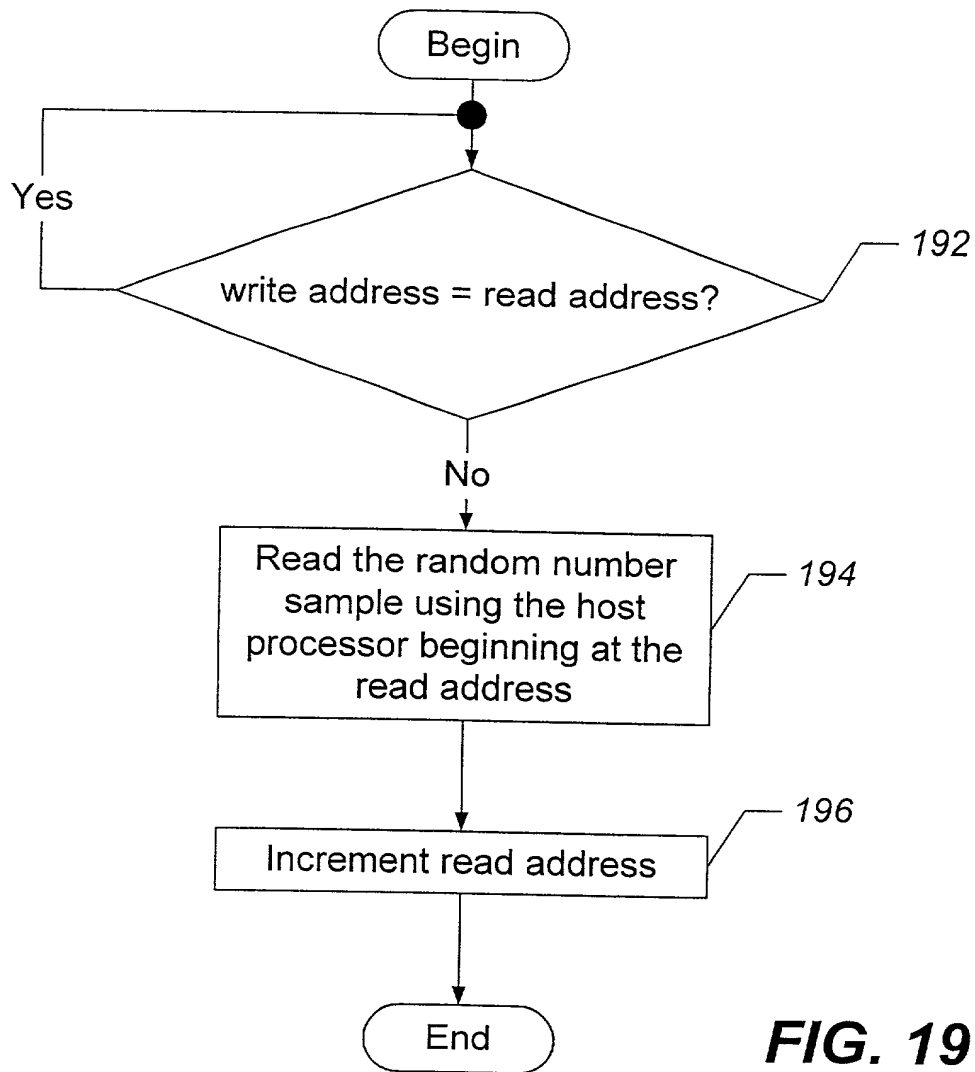 Begin
Yes
192
write address = read address?
No
Read the random number
sample using the host
processor beginning at the
read address
194
196
Increment read address
End
FIG. 19